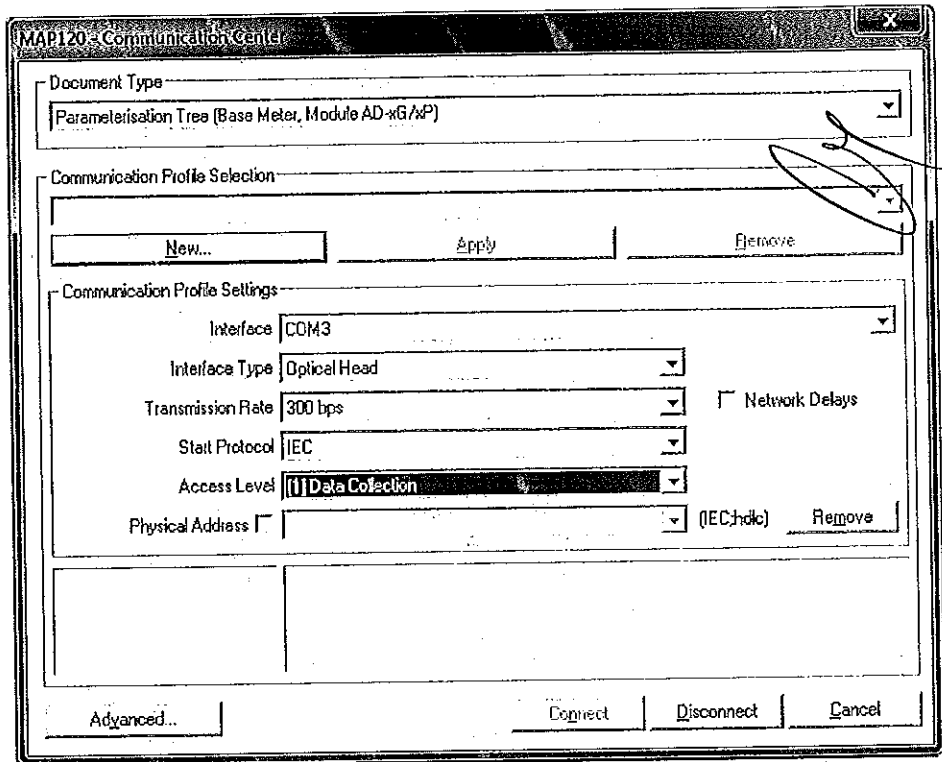 MAP120 - Communication Center
X
Document Type
Parameterisation Tree (Base Meter, Module AD-xG/xP)
Communication Profile Selection
New... Apply Remove
Communication Profile Settings
Interface COM3
Interface Type Optical Head
Transmission Rate 300 bps Network Delays
Start Protocol IEC
Access Level [1] Data Collection
Physical Address (IEC;hdlc) Remove
Advanced... Connect Disconnect Cancel